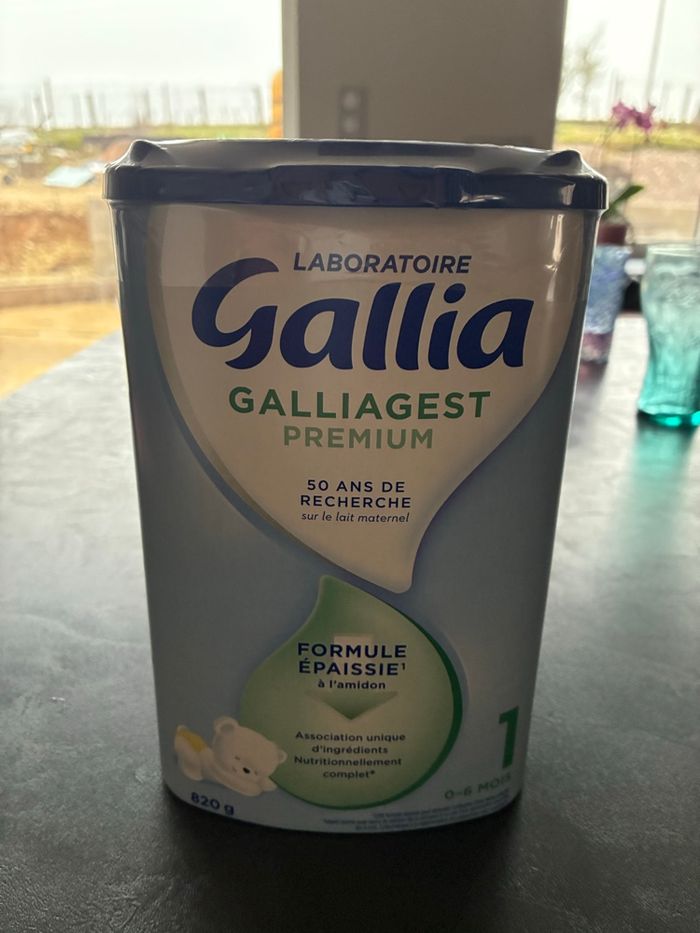 LABORATOIRE
Gallia
GALLIAGEST
PREMIUM
50 ANS DE
RECHERCHE
sur le lait maternel
FORMULE
ÉPAISSIE¹
à l'amidon
Association unique
d'ingrédients
Nutritionnellement
complet*
1
0-6 MOIS
820 g